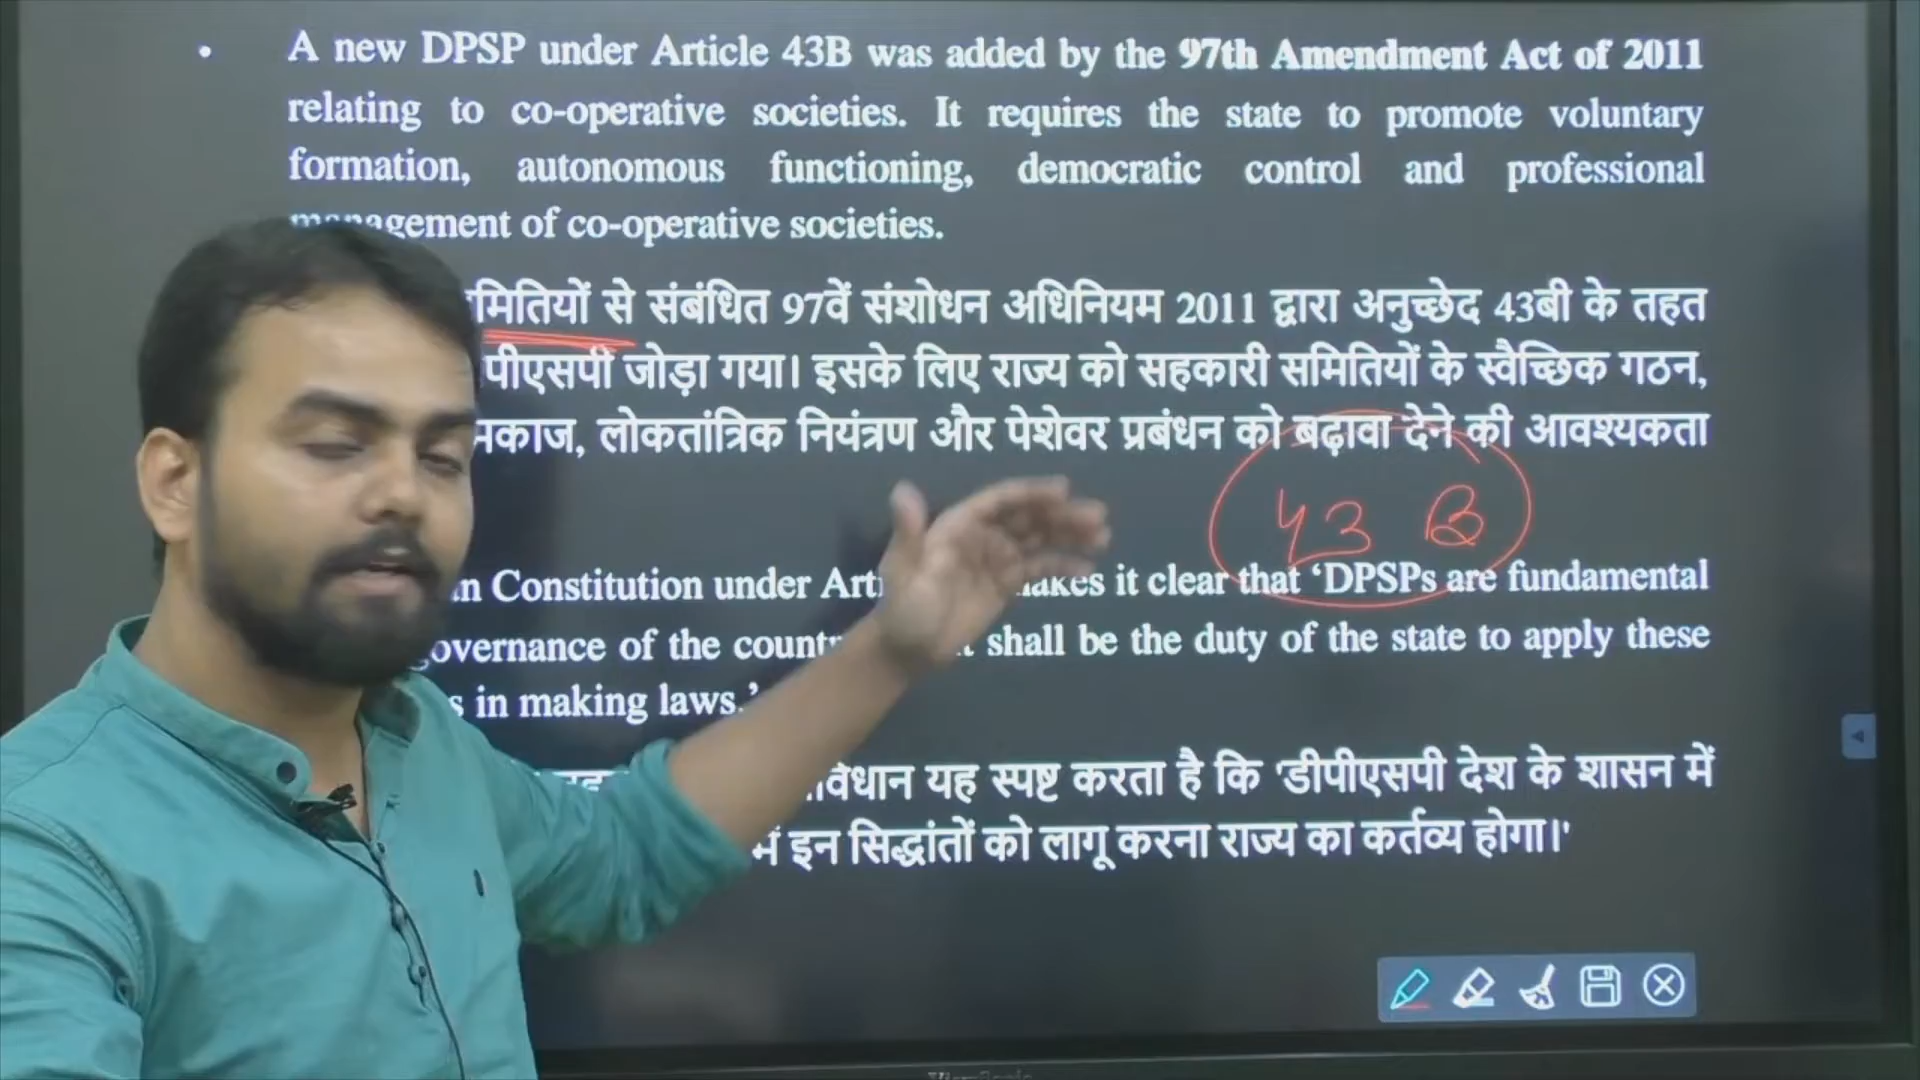 • A new DPSP under Article 43B was added by the 97th Amendment Act of 2011
relating to co-operative societies. It requires the state to promote voluntary
formation, autonomous functioning, democratic control and professional
management of co-operative societies.
मितियों से संबंधित 97वें संशोधन अधिनियम 2011 द्वारा अनुच्छेद 43बी के तहत
पीएसपी जोड़ा गया। इसके लिए राज्य को सहकारी समितियों के स्वैच्छिक गठन,
मकाज, लोकतांत्रिक नियंत्रण और पेशेवर प्रबंधन को बढ़ावा देने की आवश्यकता
43 B
n Constitution under Arti akes it clear that ‘DPSPs are fundamental
governance of the countr shall be the duty of the state to apply these
s in making laws.’
विधान यह स्पष्ट करता है कि 'डीपीएसपी देश के शासन में
में इन सिद्धांतों को लागू करना राज्य का कर्तव्य होगा।'